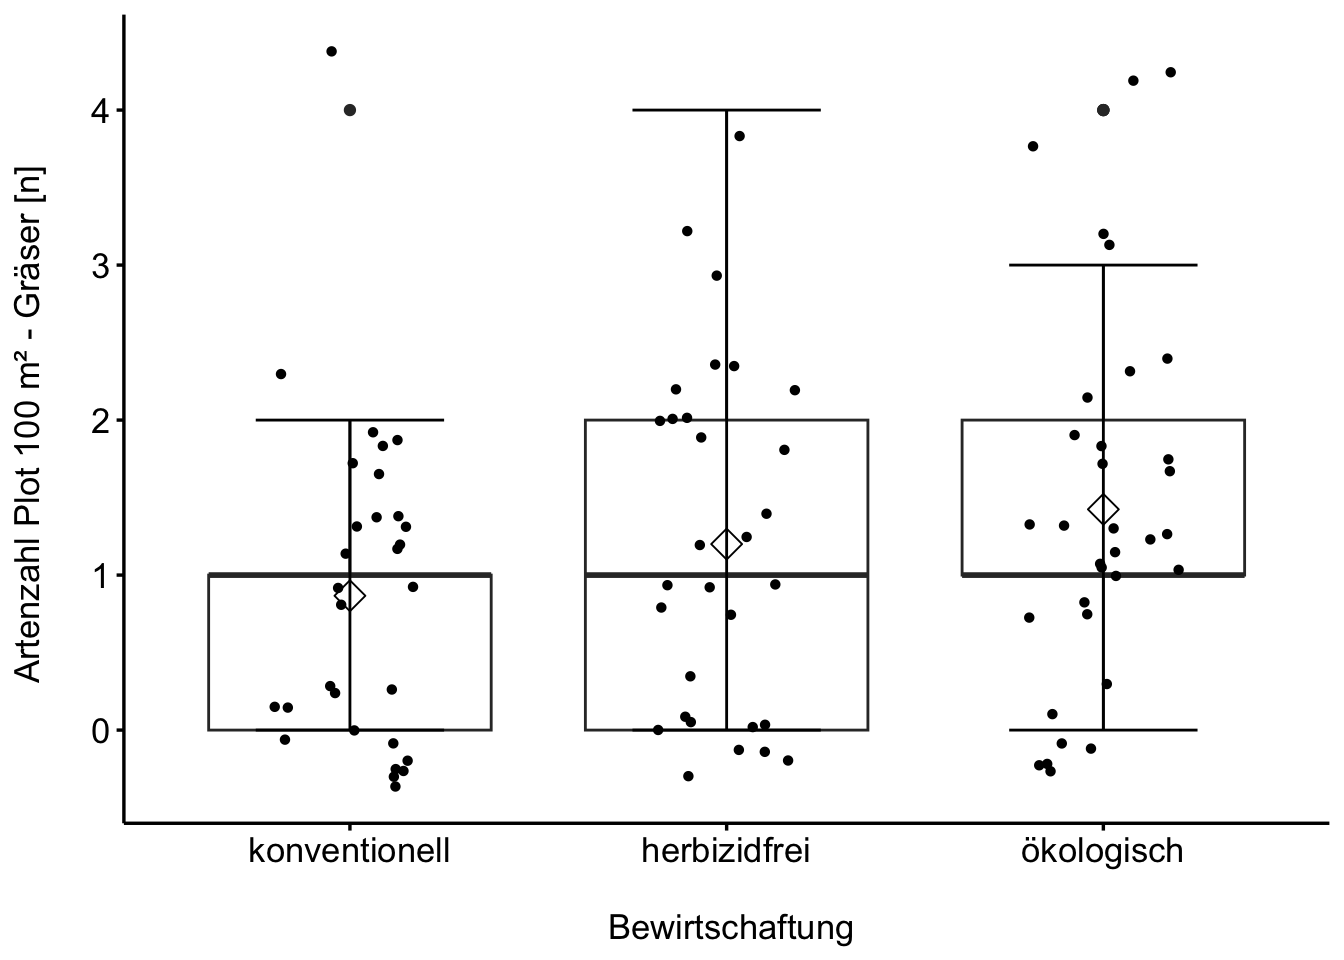 Artenzahl Plot 100 m² - Gräser [n]
4
3
2
1
0
konventionell herbizidfrei ökologisch
Bewirtschaftung